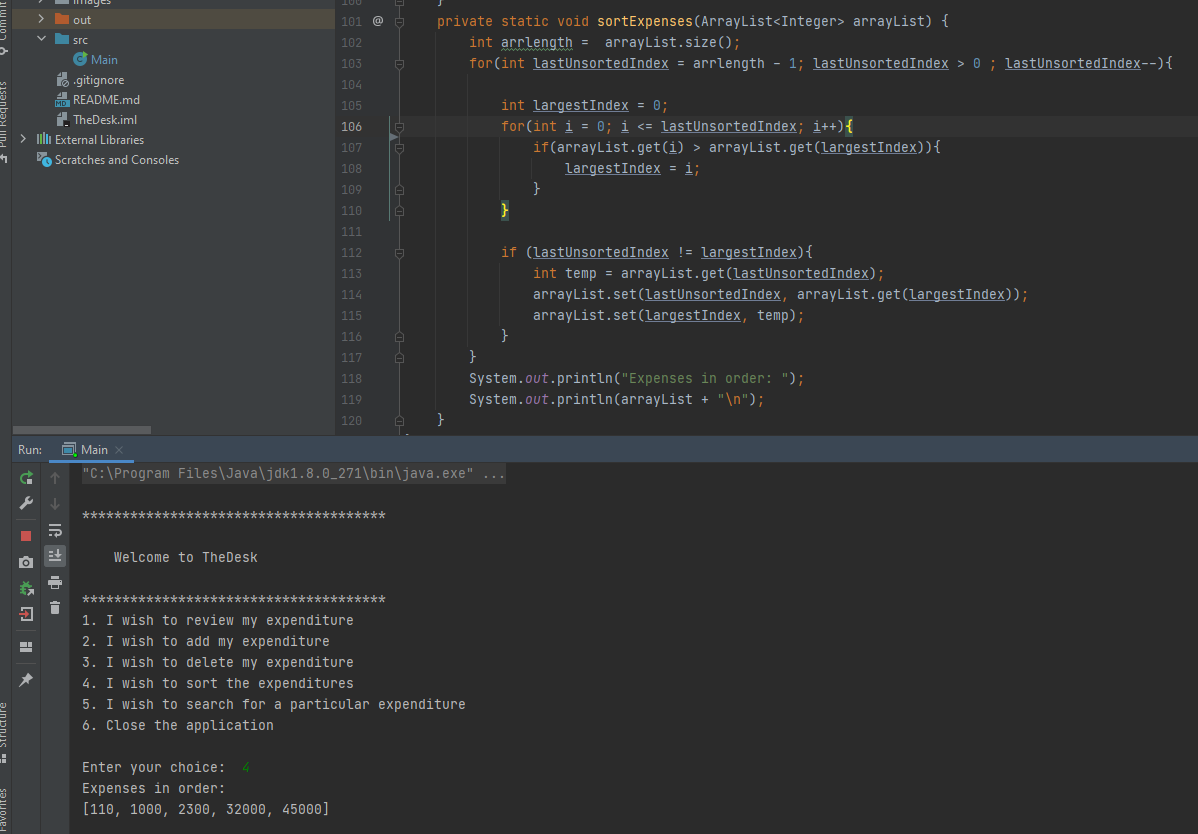 Commit
Pull Requests
images
out
src
Main
.gitignore
README.md
TheDesk.iml
External Libraries
Scratches and Consoles
100 }
101 @ private static void sortExpenses(ArrayList<Integer> arrayList) {
102 int arrlength =  arrayList.size();
103 for(int lastUnsortedIndex = arrlength - 1; lastUnsortedIndex > 0 ; lastUnsortedIndex--){
104
105 int largestIndex = 0;
106 for(int i = 0; i <= lastUnsortedIndex; i++){
107 if(arrayList.get(i) > arrayList.get(largestIndex)){
108 largestIndex = i;
109 }
110 }
111
112 if (lastUnsortedIndex != largestIndex){
113 int temp = arrayList.get(lastUnsortedIndex);
114 arrayList.set(lastUnsortedIndex, arrayList.get(largestIndex));
115 arrayList.set(largestIndex, temp);
116 }
117 }
118 System.out.println("Expenses in order: ");
119 System.out.println(arrayList + "\n");
120 }
Run: Main
"C:\Program Files\Java\jdk1.8.0_271\bin\java.exe" ...
**************************************
Welcome to TheDesk
**************************************
1. I wish to review my expenditure
2. I wish to add my expenditure
3. I wish to delete my expenditure
4. I wish to sort the expenditures
5. I wish to search for a particular expenditure
6. Close the application
Enter your choice:  4
Expenses in order:
[110, 1000, 2300, 32000, 45000]
Structure
Favorites